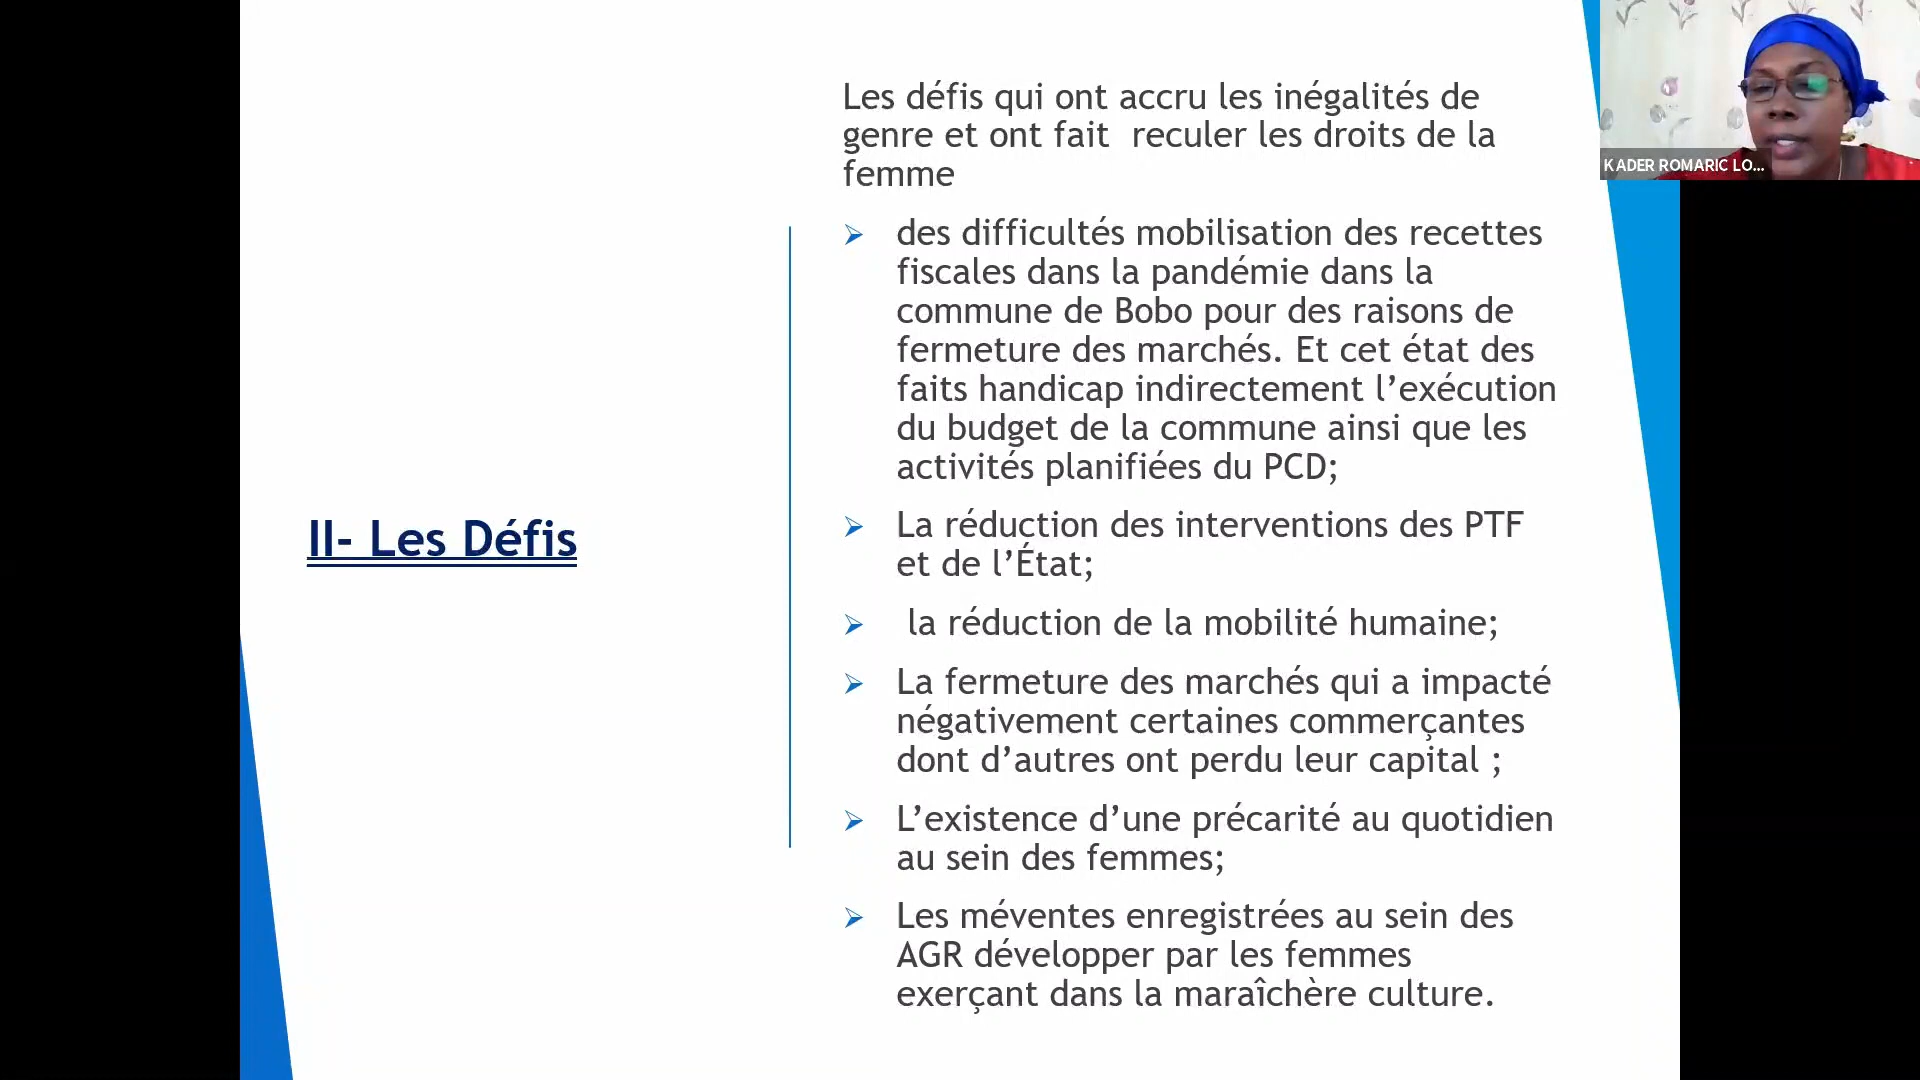 Les défis qui ont accru les inégalités de
genre et ont fait  reculer les droits de la
femme
des difficultés mobilisation des recettes
fiscales dans la pandémie dans la
commune de Bobo pour des raisons de
fermeture des marchés. Et cet état des
faits handicap indirectement l’exécution
du budget de la commune ainsi que les
activités planifiées du PCD;
La réduction des interventions des PTF
et de l’État;
la réduction de la mobilité humaine;
La fermeture des marchés qui a impacté
négativement certaines commerçantes
dont d’autres ont perdu leur capital ;
L’existence d’une précarité au quotidien
au sein des femmes;
Les méventes enregistrées au sein des
AGR développer par les femmes
exerçant dans la maraîchère culture.
II- Les Défis
KADER ROMARIC LO...